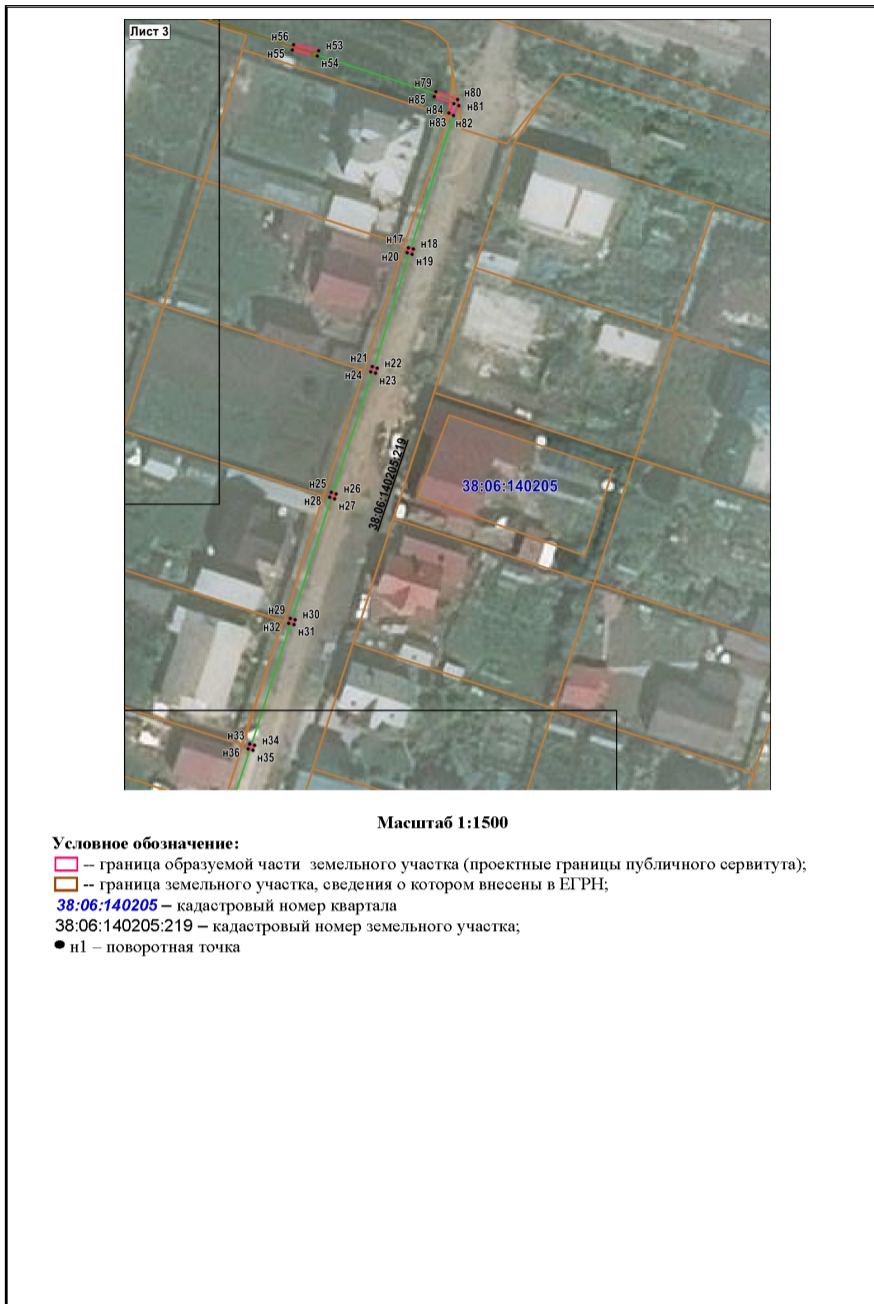 Лист 3
н56
н53
н55
н54
н79
н80
н85
н81
н84
н83
н82
н17
н18
н20
н19
н21
н22
н24
н23
38:06:140205:219
38:06:140205
н25
н26
н28
н27
н29
н30
н32
н31
н33
н34
н36
н35
Масштаб 1:1500
Условное обозначение:
-- граница образуемой части земельного участка (проектные границы публичного сервитута);
-- граница земельного участка, сведения о котором внесены в ЕГРН;
38:06:140205 – кадастровый номер квартала
38:06:140205:219 – кадастровый номер земельного участка;
н1 – поворотная точка